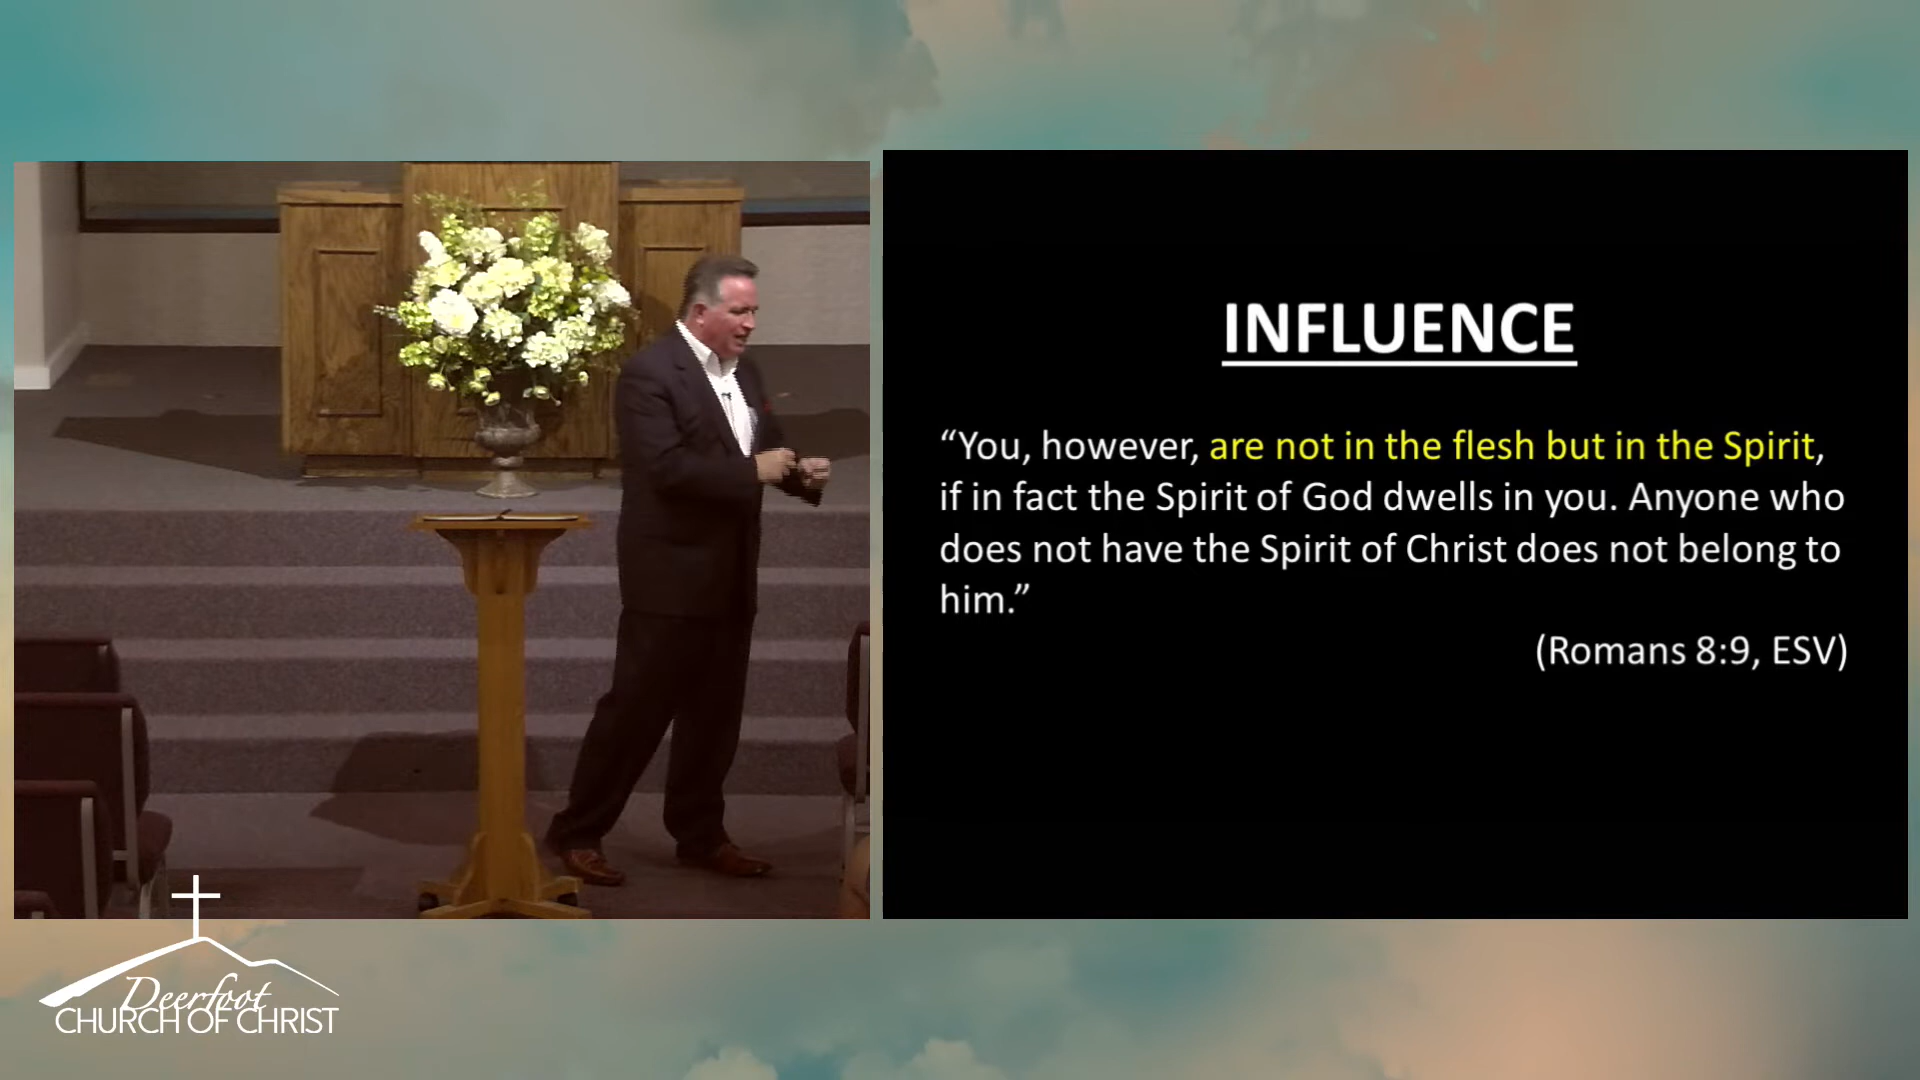 INFLUENCE
“You, however, are not in the flesh but in the Spirit,
if in fact the Spirit of God dwells in you. Anyone who
does not have the Spirit of Christ does not belong to
him.”
(Romans 8:9, ESV)
Deerfoot
CHURCH OF CHRIST